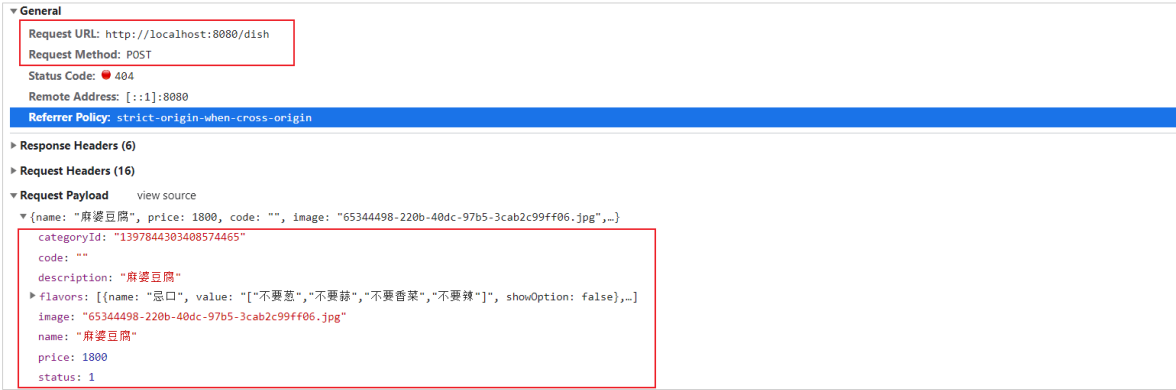 General
Request URL: http://localhost:8080/dish
Request Method: POST
Status Code: 404
Remote Address: [::1]:8080
Referrer Policy: strict-origin-when-cross-origin
Response Headers (6)
Request Headers (16)
Request Payload view source
{name: "麻婆豆腐", price: 1800, code: "", image: "65344498-220b-40dc-97b5-3cab2c99ff06.jpg",…}
categoryId: "1397844303408574465"
code: ""
description: "麻婆豆腐"
flavors: [{name: "忌口", value: "["不要葱","不要蒜","不要香菜","不要辣"]", showOption: false},…]
image: "65344498-220b-40dc-97b5-3cab2c99ff06.jpg"
name: "麻婆豆腐"
price: 1800
status: 1